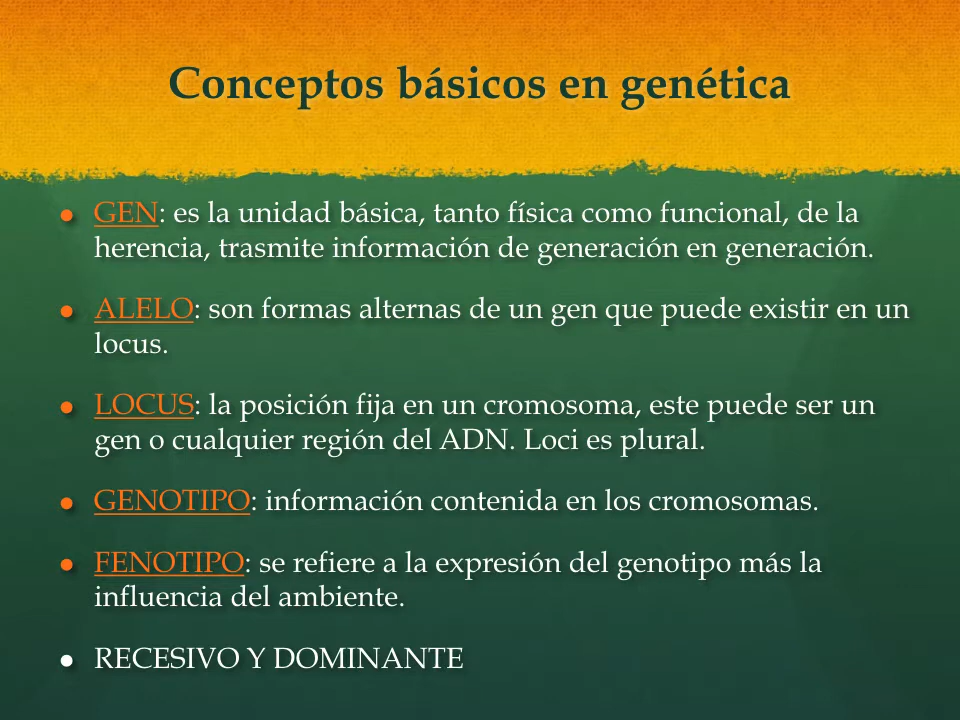 Conceptos básicos en genética
● GEN: es la unidad básica, tanto física como funcional, de la
herencia, trasmite información de generación en generación.
● ALELO: son formas alternas de un gen que puede existir en un
locus.
● LOCUS: la posición fija en un cromosoma, este puede ser un
gen o cualquier región del ADN. Loci es plural.
● GENOTIPO: información contenida en los cromosomas.
● FENOTIPO: se refiere a la expresión del genotipo más la
influencia del ambiente.
● RECESIVO Y DOMINANTE